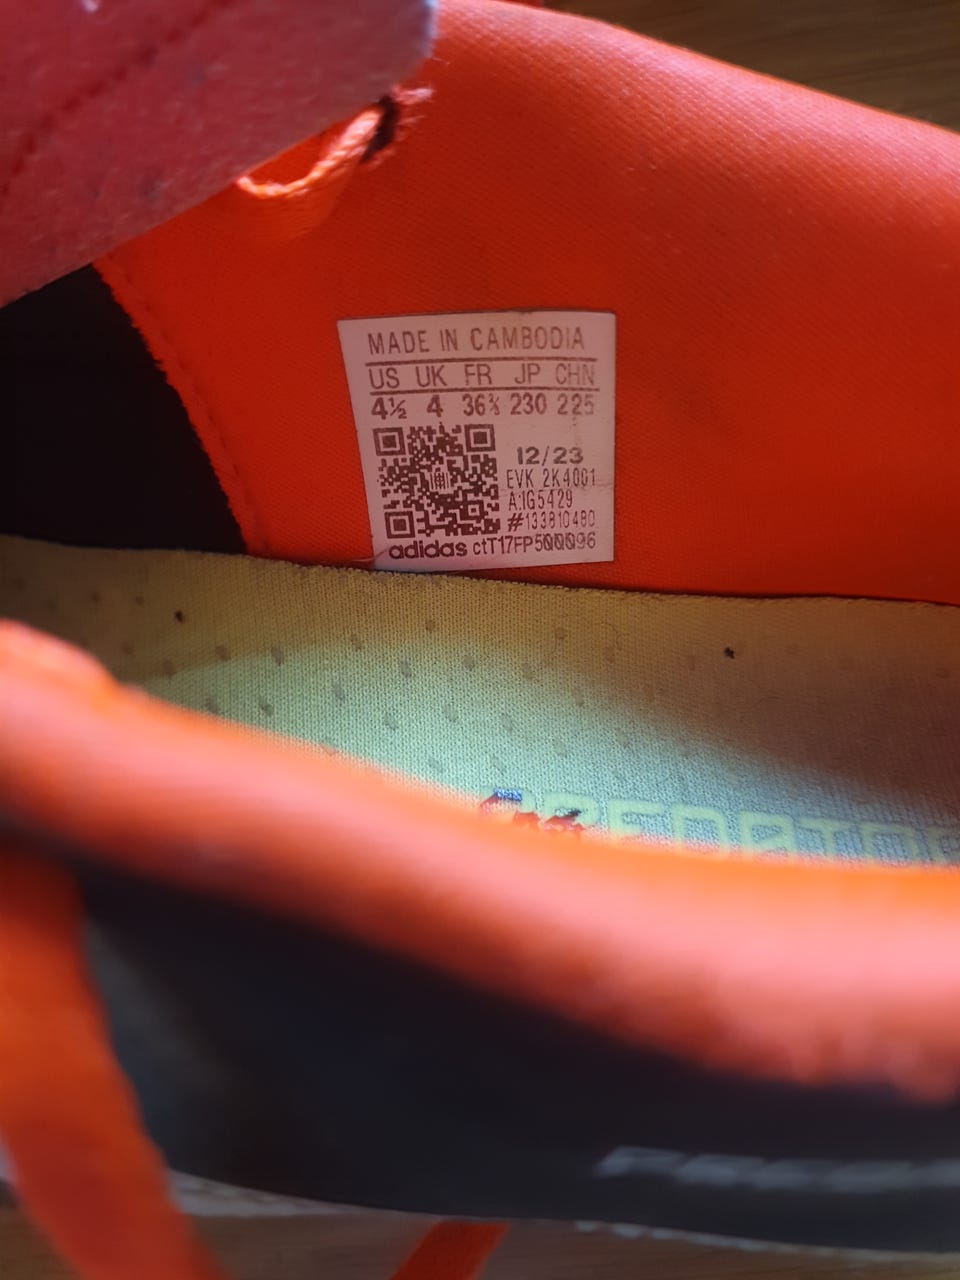 MADE IN CAMBODIA
US UK FR JP CHN
4½ 4 36⅔ 230 225
12/23
EVK 2K4001
A:IG5429
#133810480
adidas ctT17FP500096
PREDATOR